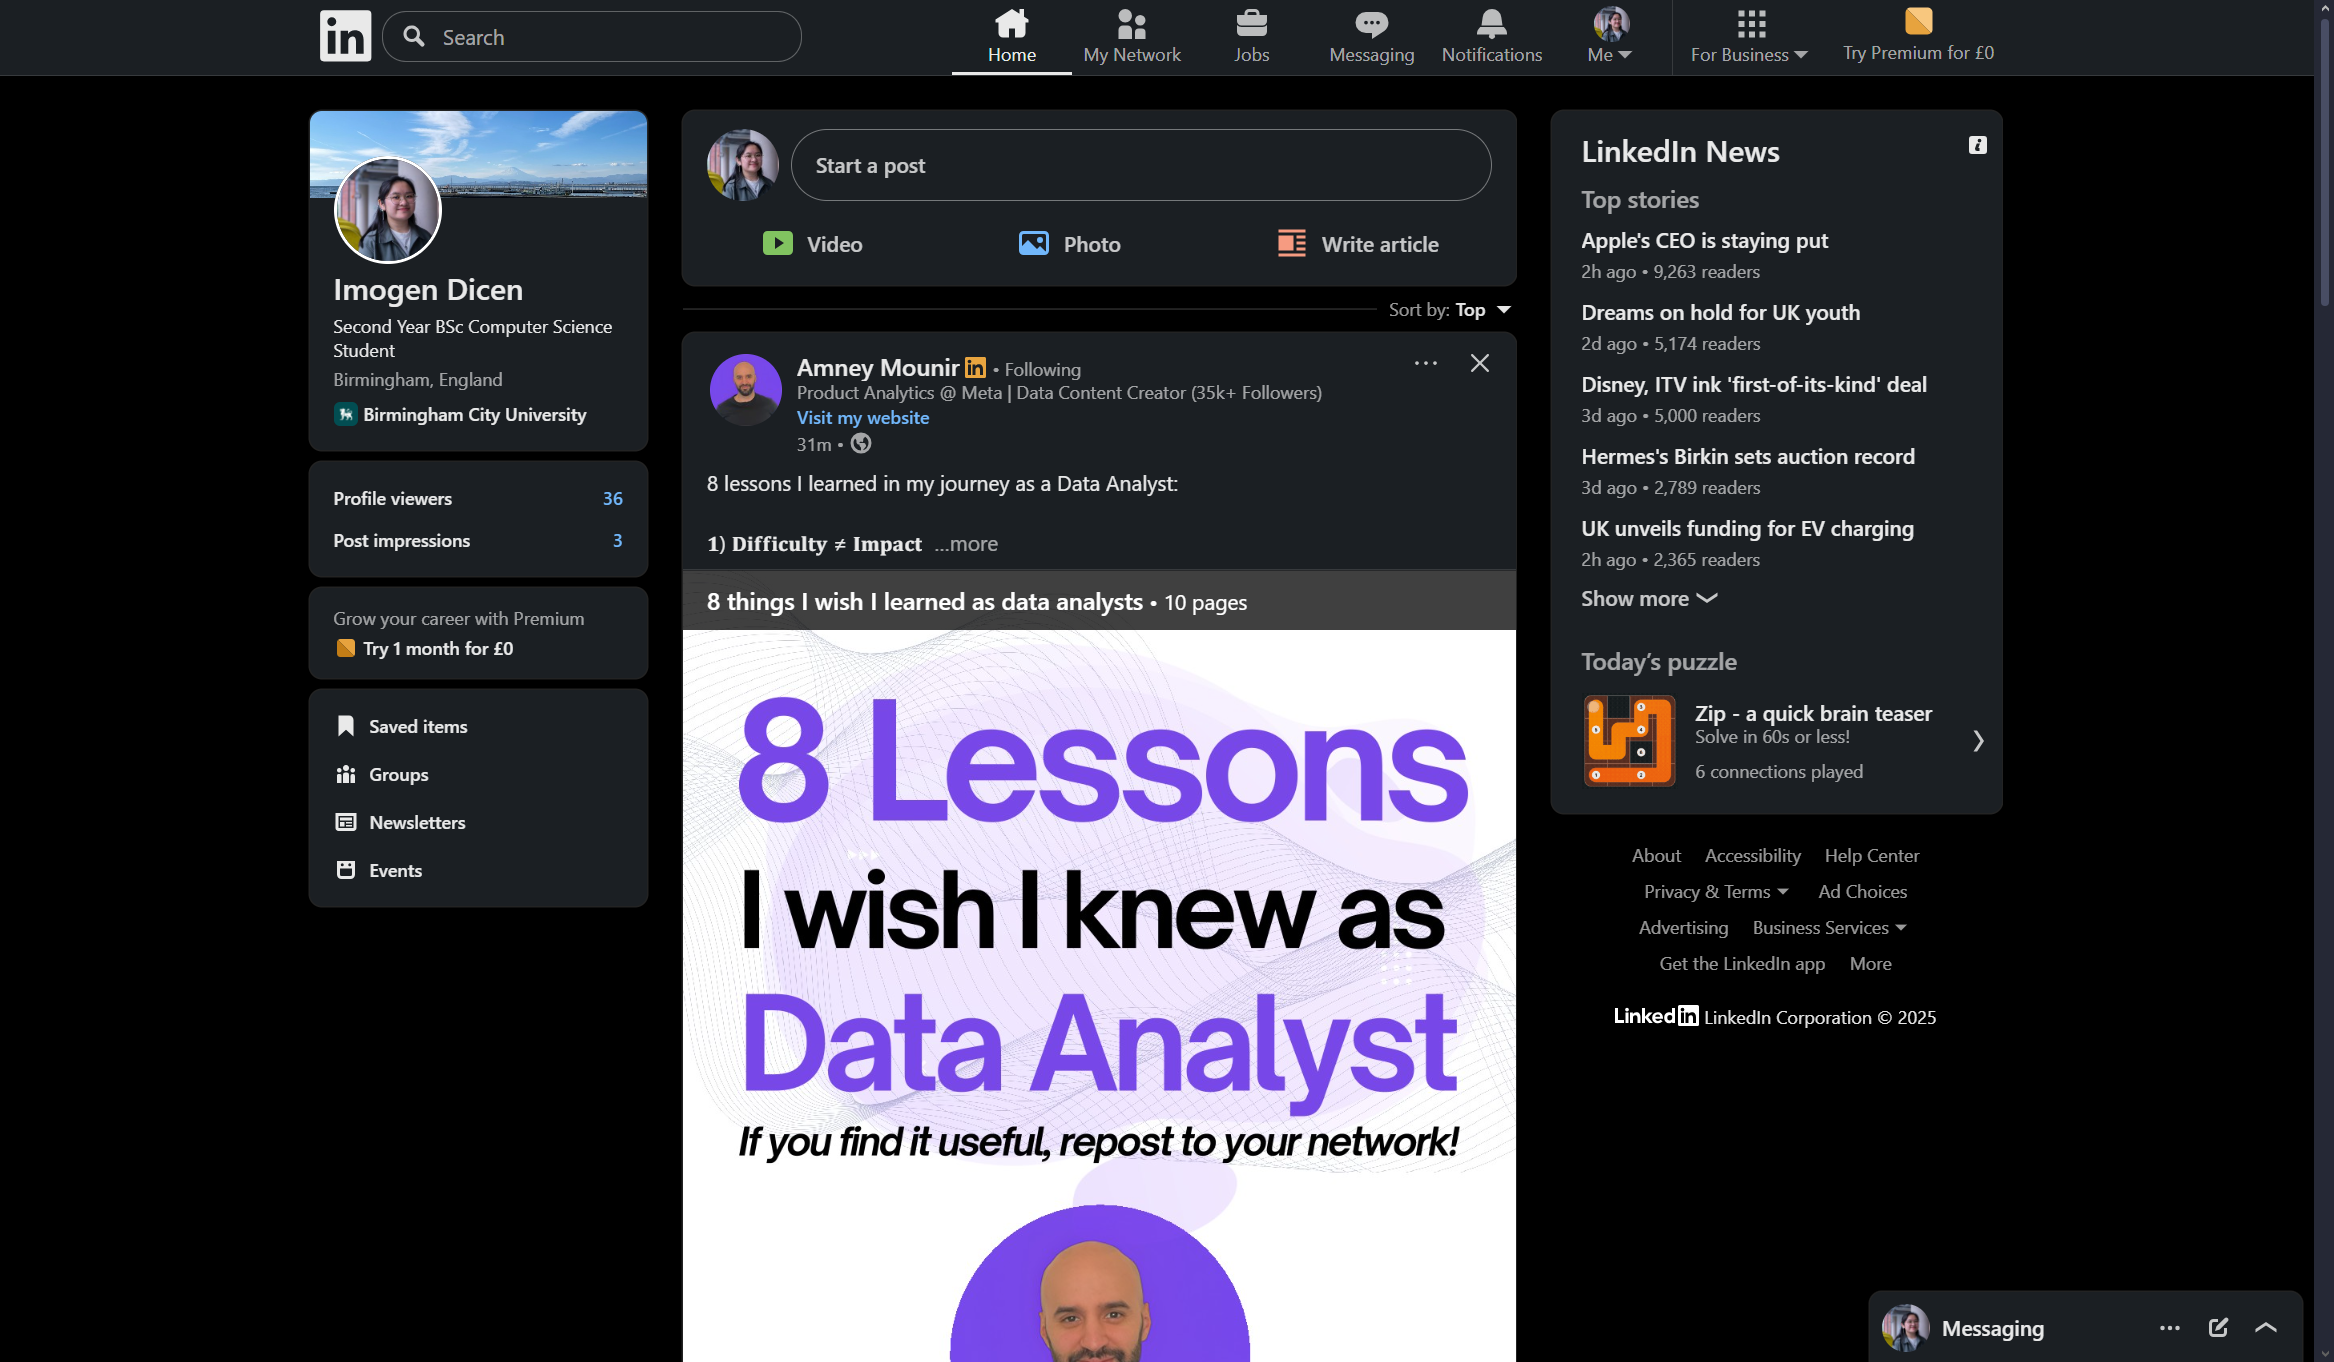 in
Search
Home
My Network
Jobs
Messaging
Notifications
Me
For Business
Try Premium for £0
Imogen Dicen
Second Year BSc Computer Science
Student
Birmingham, England
Birmingham City University
Profile viewers 36
Post impressions 3
Grow your career with Premium
Try 1 month for £0
Saved items
Groups
Newsletters
Events
Start a post
Video
Photo
Write article
Sort by: Top
Amney Mounir in • Following
Product Analytics @ Meta | Data Content Creator (35k+ Followers)
Visit my website
31m •
8 lessons I learned in my journey as a Data Analyst:
1) Difficulty ≠ Impact ...more
8 things I wish I learned as data analysts • 10 pages
8 Lessons
I wish I knew as
Data Analyst
If you find it useful, repost to your network!
LinkedIn News
Top stories
Apple's CEO is staying put
2h ago • 9,263 readers
Dreams on hold for UK youth
2d ago • 5,174 readers
Disney, ITV ink 'first-of-its-kind' deal
3d ago • 5,000 readers
Hermes's Birkin sets auction record
3d ago • 2,789 readers
UK unveils funding for EV charging
2h ago • 2,365 readers
Show more
Today’s puzzle
Zip - a quick brain teaser
Solve in 60s or less!
6 connections played
About Accessibility Help Center
Privacy & Terms Ad Choices
Advertising Business Services
Get the LinkedIn app More
Linkedin LinkedIn Corporation © 2025
Messaging